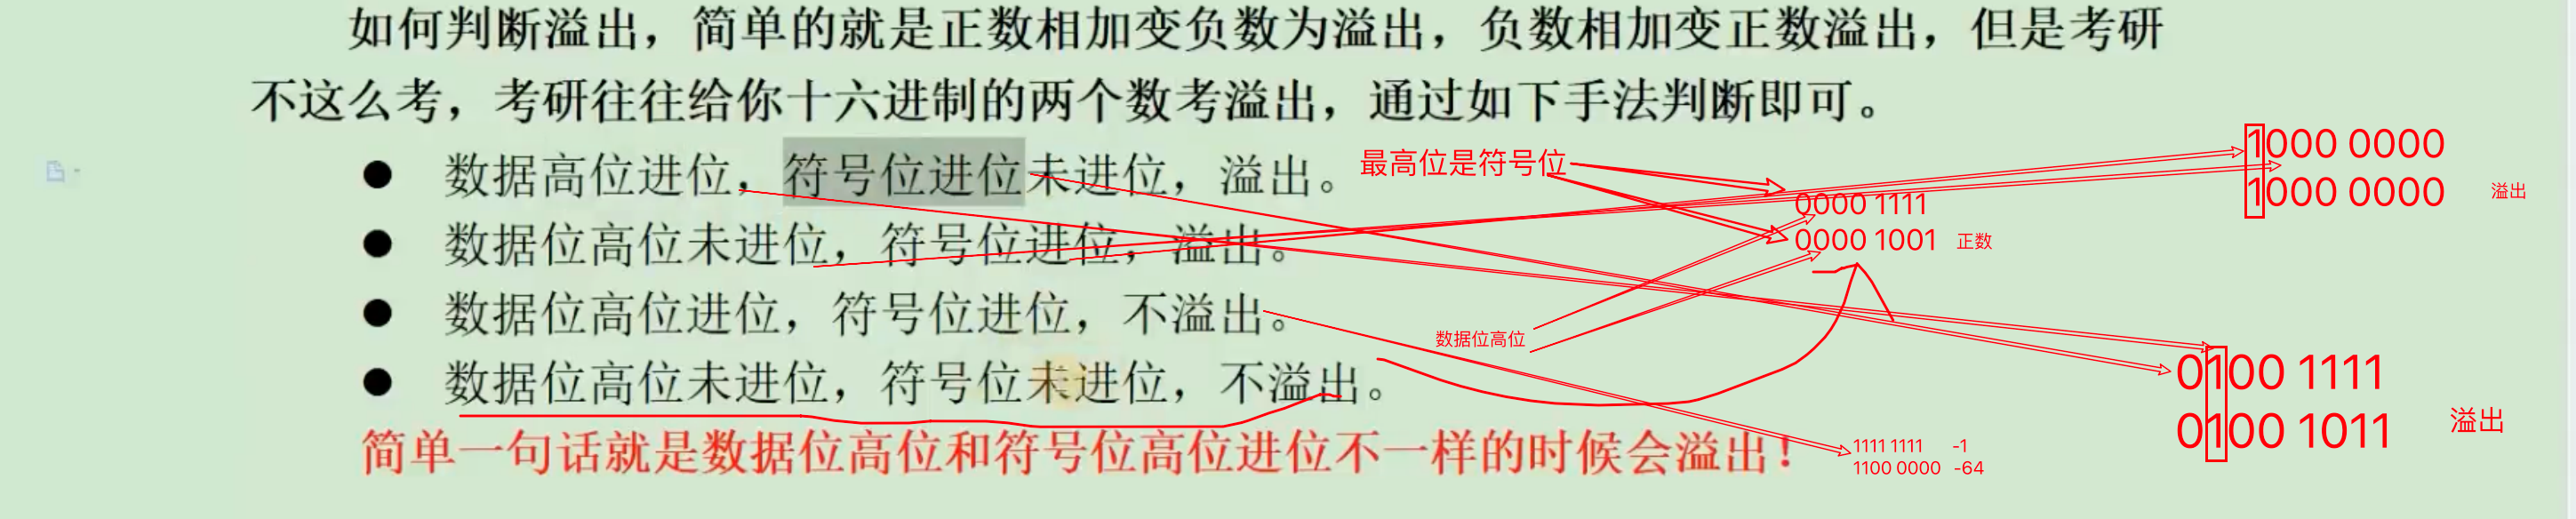 如何判断溢出，简单的就是正数相加变负数为溢出，负数相加变正数溢出，但是考研
不这么考，考研往往给你十六进制的两个数考溢出，通过如下手法判断即可。
● 数据高位进位，符号位进位未进位，溢出。
● 数据位高位未进位，符号位进位，溢出。
● 数据位高位进位，符号位进位，不溢出。
● 数据位高位未进位，符号位未进位，不溢出。
简单一句话就是数据位高位和符号位高位进位不一样的时候会溢出！
最高位是符号位
0000 1111
0000 1001 正数
数据位高位
1000 0000
1000 0000 溢出
0100 1111
0100 1011 溢出
1111 1111 -1
1100 0000 -64